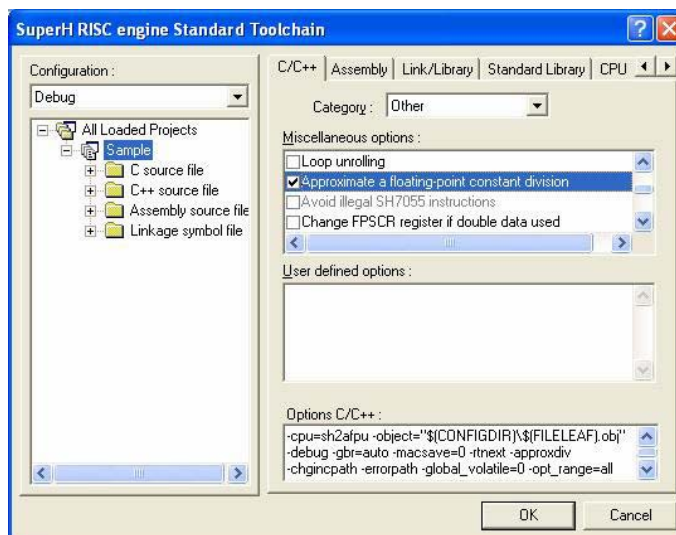 SuperH RISC engine Standard Toolchain
Configuration :
Debug
All Loaded Projects
Sample
C source file
C++ source file
Assembly source file
Linkage symbol file
C/C++ Assembly Link/Library Standard Library CPU
Category : Other
Miscellaneous options :
Loop unrolling
Approximate a floating-point constant division
Avoid illegal SH7055 instructions
Change FPSCR register if double data used
User defined options :
Options C/C++ :
-cpu=sh2afpu -object="$(CONFIGDIR)\$(FILELEAF).obj"
-debug -gbr=auto -macsave=0 -rtnext -approxdiv
-chgincpath -errorpath -global_volatile=0 -opt_range=all
OK Cancel